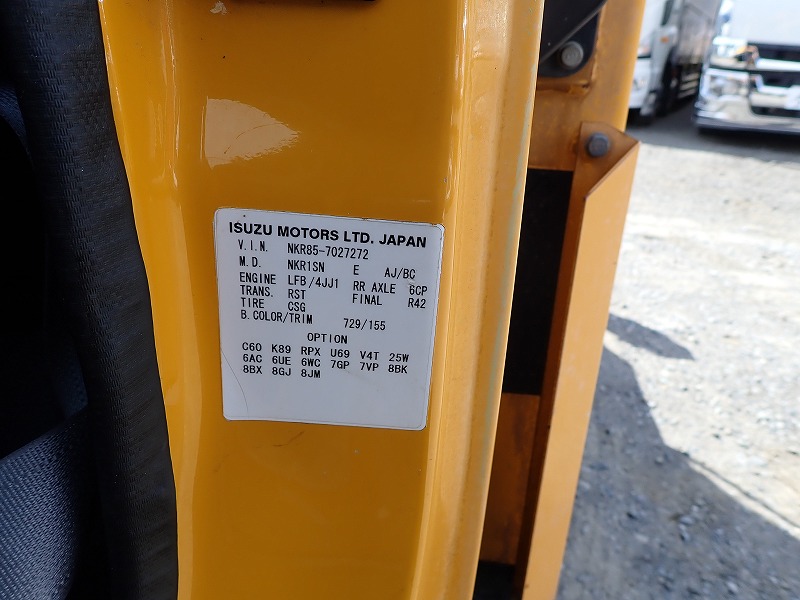 ISUZU MOTORS LTD. JAPAN
V.I.N. NKR85-7027272
M.D. NKR1SN E AJ/BC
ENGINE LFB/4JJ1 RR AXLE 6CP
TRANS. RST FINAL R42
TIRE CSG
B.COLOR/TRIM 729/155
OPTION
C60 K89 RPX U69 V4T 25W
6AC 6UE 6WC 7GP 7VP 8BK
8BX 8GJ 8JM